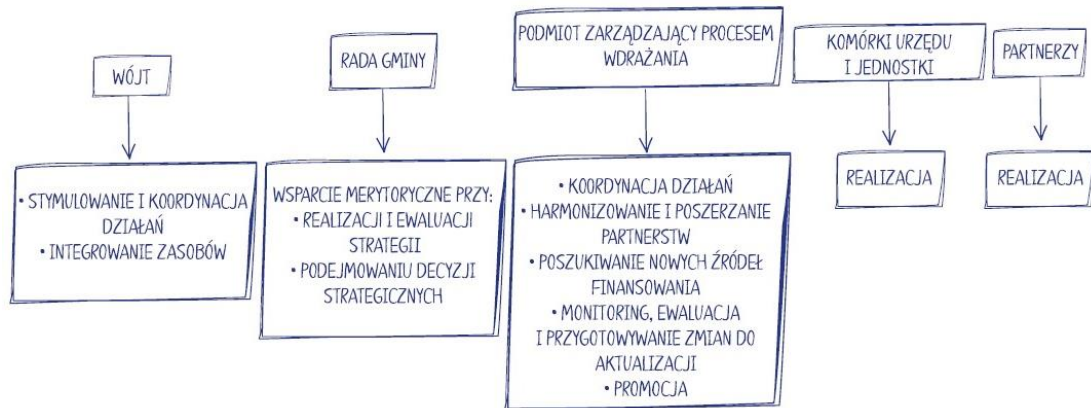 WÓJT
• STYMULOWANIE I KOORDYNACJA
DZIAŁAŃ
• INTEGROWANIE ZASOBÓW
RADA GMINY
WSPARCIE MERYTORYCZNE PRZY:
• REALIZACJI I EWALUACJI
STRATEGII
• PODEJMOWANIU DECYZJI
STRATEGICZNYCH
PODMIOT ZARZĄDZAJĄCY PROCESEM
WDRAŻANIA
• KOORDYNACJA DZIAŁAŃ
• HARMONIZOWANIE I POSZERZANIE
PARTNERSTW
• POSZUKIWANIE NOWYCH ŹRÓDEŁ
FINANSOWANIA
• MONITORING, EWALUACJA
I PRZYGOTOWYWANIE ZMIAN DO
AKTUALIZACJI
• PROMOCJA
KOMÓRKI URZĘDU
I JEDNOSTKI
REALIZACJA
PARTNERZY
REALIZACJA